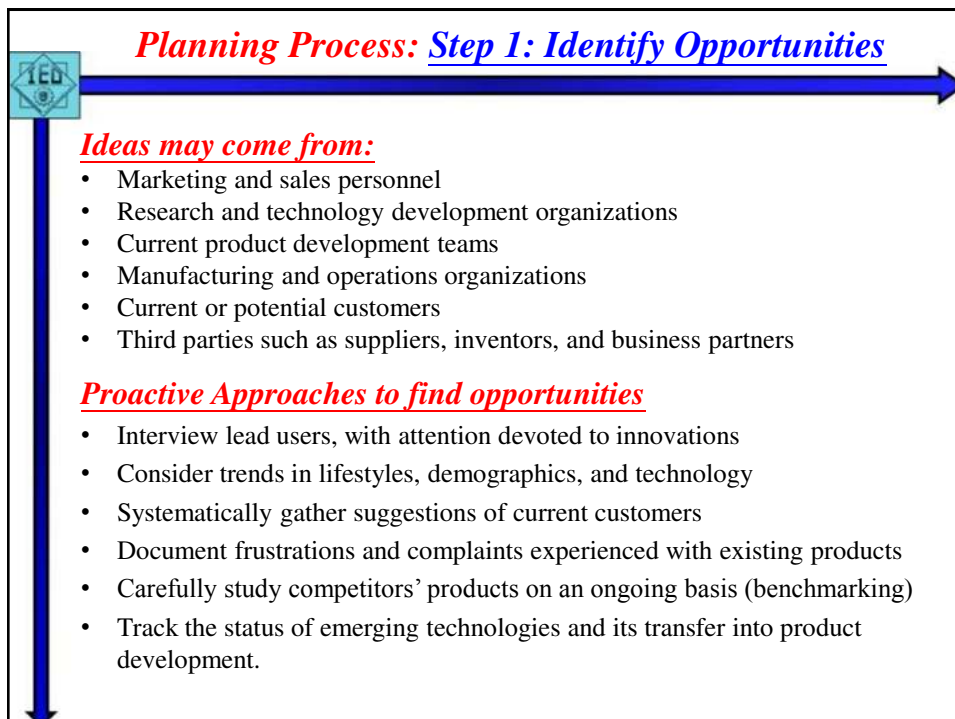 Planning Process: Step 1: Identify Opportunities
IED
Ideas may come from:
• Marketing and sales personnel
• Research and technology development organizations
• Current product development teams
• Manufacturing and operations organizations
• Current or potential customers
• Third parties such as suppliers, inventors, and business partners
Proactive Approaches to find opportunities
• Interview lead users, with attention devoted to innovations
• Consider trends in lifestyles, demographics, and technology
• Systematically gather suggestions of current customers
• Document frustrations and complaints experienced with existing products
• Carefully study competitors’ products on an ongoing basis (benchmarking)
• Track the status of emerging technologies and its transfer into product
development.